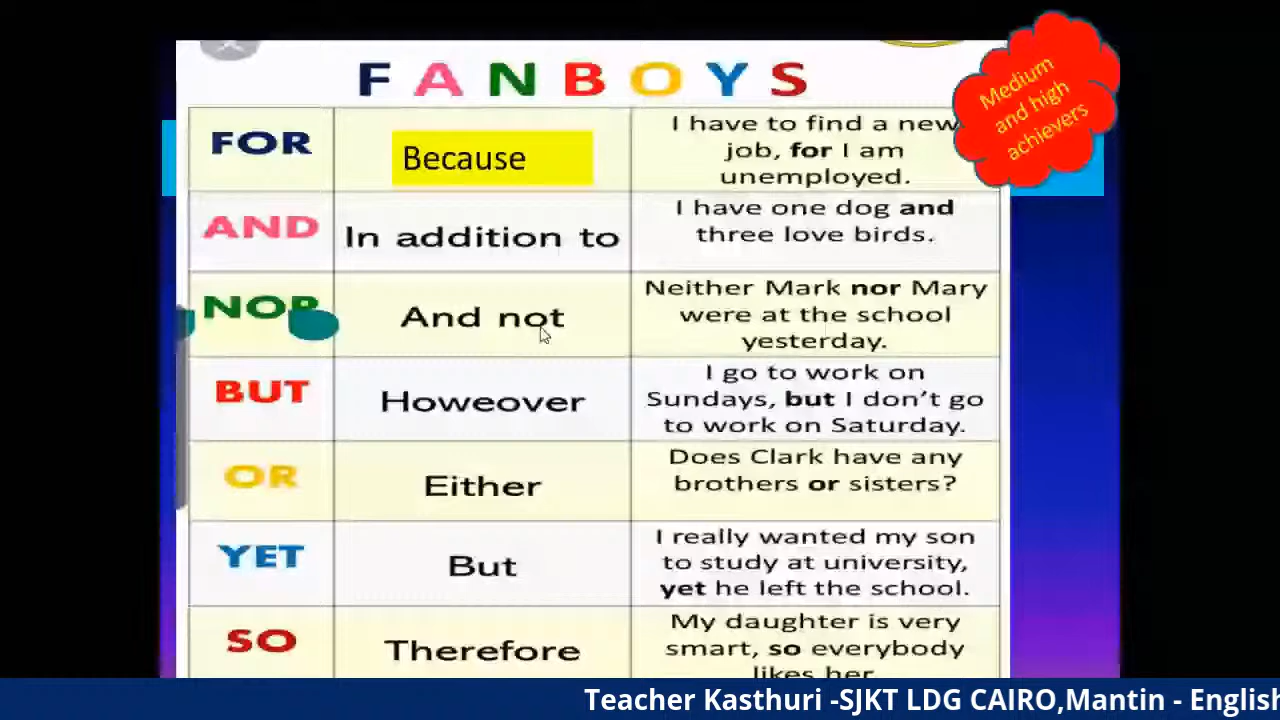 FANBOYS
Medium
and high
achievers
FOR
Because
I have to find a new
job, for I am
unemployed.
AND
In addition to
I have one dog and
three love birds.
NOR
And not
Neither Mark nor Mary
were at the school
yesterday.
BUT
Howeover
I go to work on
Sundays, but I don't go
to work on Saturday.
OR
Either
Does Clark have any
brothers or sisters?
YET
But
I really wanted my son
to study at university,
yet he left the school.
SO
Therefore
My daughter is very
smart, so everybody
likes her.
Teacher Kasthuri -SJKT LDG CAIRO,Mantin - English